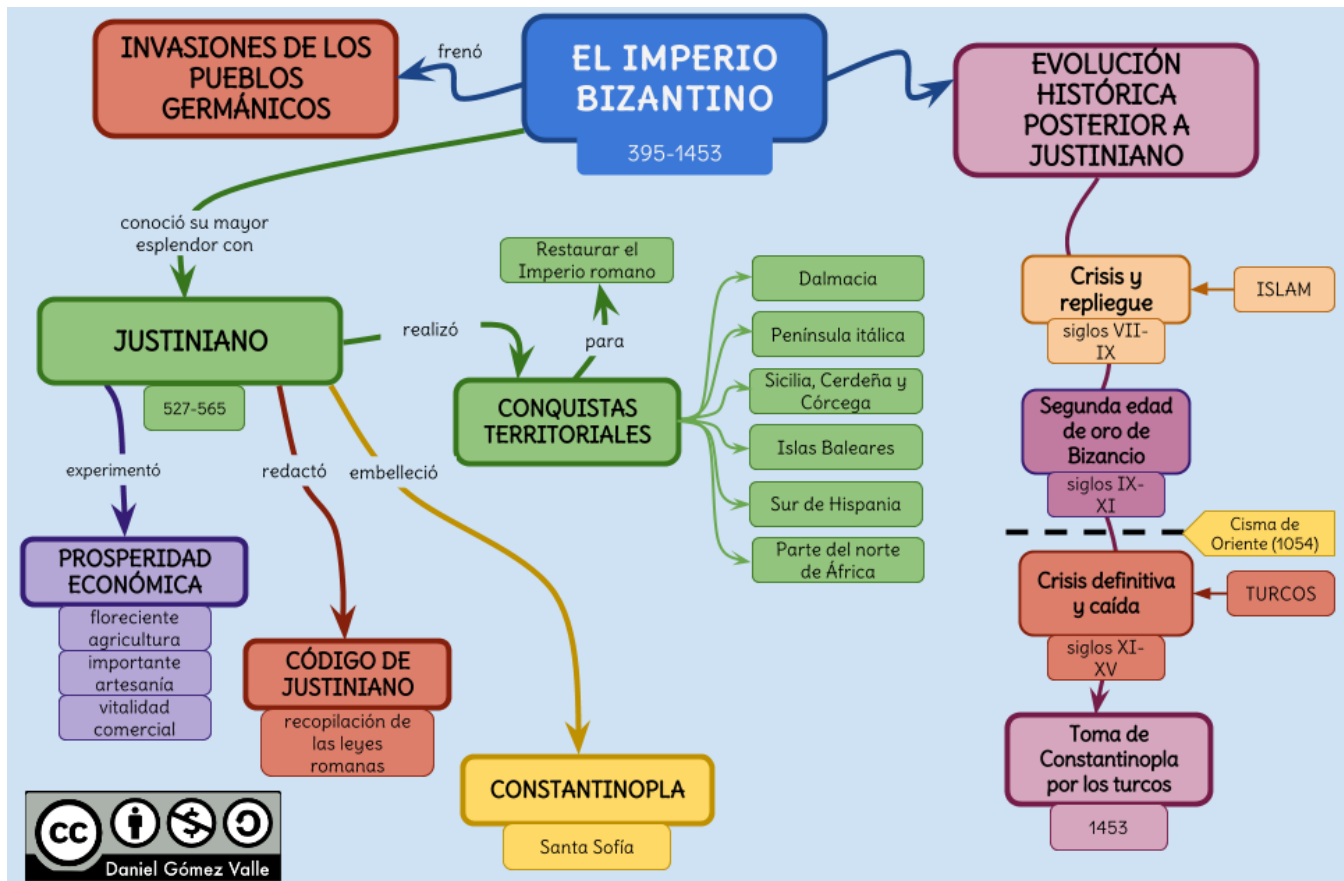 INVASIONES DE LOS
PUEBLOS
GERMÁNICOS
frenó
EL IMPERIO
BIZANTINO
395-1453
EVOLUCIÓN
HISTÓRICA
POSTERIOR A
JUSTINIANO
conoció su mayor
esplendor con
JUSTINIANO
527-565
realizó
CONQUISTAS
TERRITORIALES
para
Restaurar el
Imperio romano
Dalmacia
Península itálica
Sicilia, Cerdeña y
Córcega
Islas Baleares
Sur de Hispania
Parte del norte
de África
experimentó
PROSPERIDAD
ECONÓMICA
floreciente
agricultura
importante
artesanía
vitalidad
comercial
redactó
CÓDIGO DE
JUSTINIANO
recopilación de
las leyes
romanas
embelleció
CONSTANTINOPLA
Santa Sofía
Crisis y
repliegue
siglos VII-
IX
ISLAM
Segunda edad
de oro de
Bizancio
siglos IX-
XI
Cisma de
Oriente (1054)
Crisis definitiva
y caída
siglos XI-
XV
TURCOS
Toma de
Constantinopla
por los turcos
1453
cc
Daniel Gómez Valle